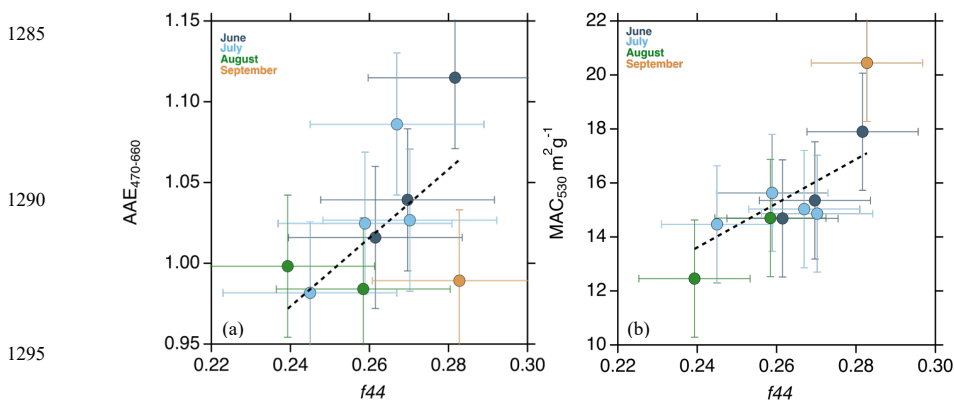 1285
1290
1295
1.15
1.10
1.05
1.00
0.95
AAE470-660
June
July
August
September
(a)
0.22
0.24
0.26
0.28
0.30
f44
22
20
18
16
14
12
10
MAC530 m2g-1
June
July
August
September
(b)
0.22
0.24
0.26
0.28
0.30
f44